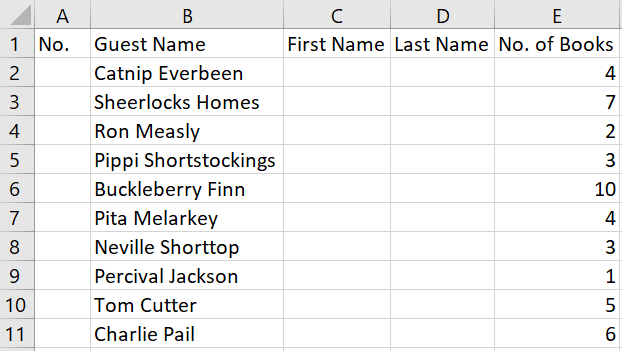 A B C D E
1 No. Guest Name First Name Last Name No. of Books
2 Catnip Everbeen 4
3 Sheerlocks Homes 7
4 Ron Measly 2
5 Pippi Shortstockings 3
6 Buckleberry Finn 10
7 Pita Melarkey 4
8 Neville Shorttop 3
9 Percival Jackson 1
10 Tom Cutter 5
11 Charlie Pail 6